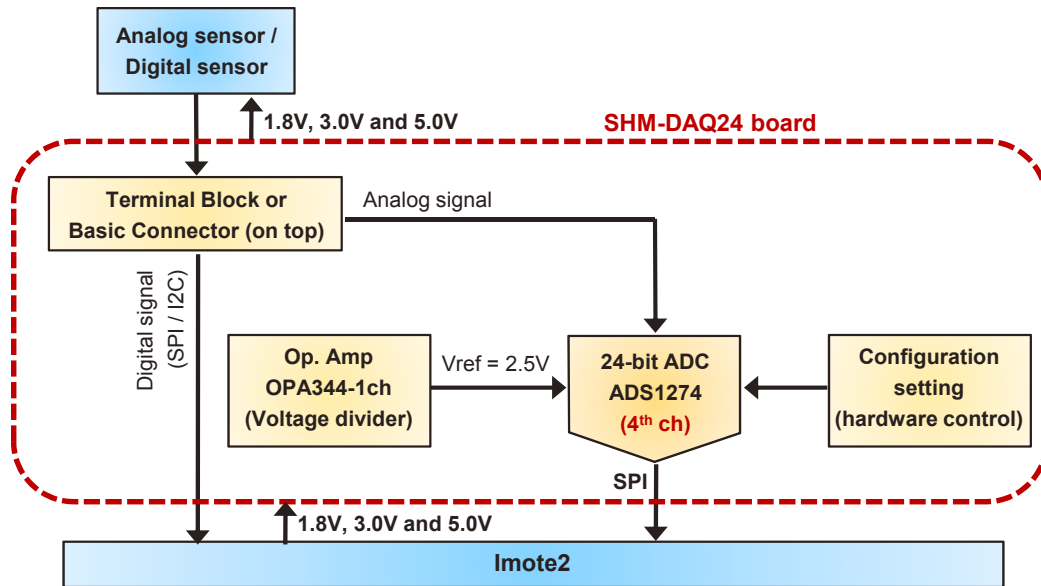 Analog sensor /
Digital sensor
1.8V, 3.0V and 5.0V
SHM-DAQ24 board
Terminal Block or
Basic Connector (on top)
Analog signal
Digital signal
(SPI / I2C)
Op. Amp
OPA344-1ch
(Voltage divider)
Vref = 2.5V
24-bit ADC
ADS1274
(4th ch)
Configuration
setting
(hardware control)
SPI
1.8V, 3.0V and 5.0V
Imote2